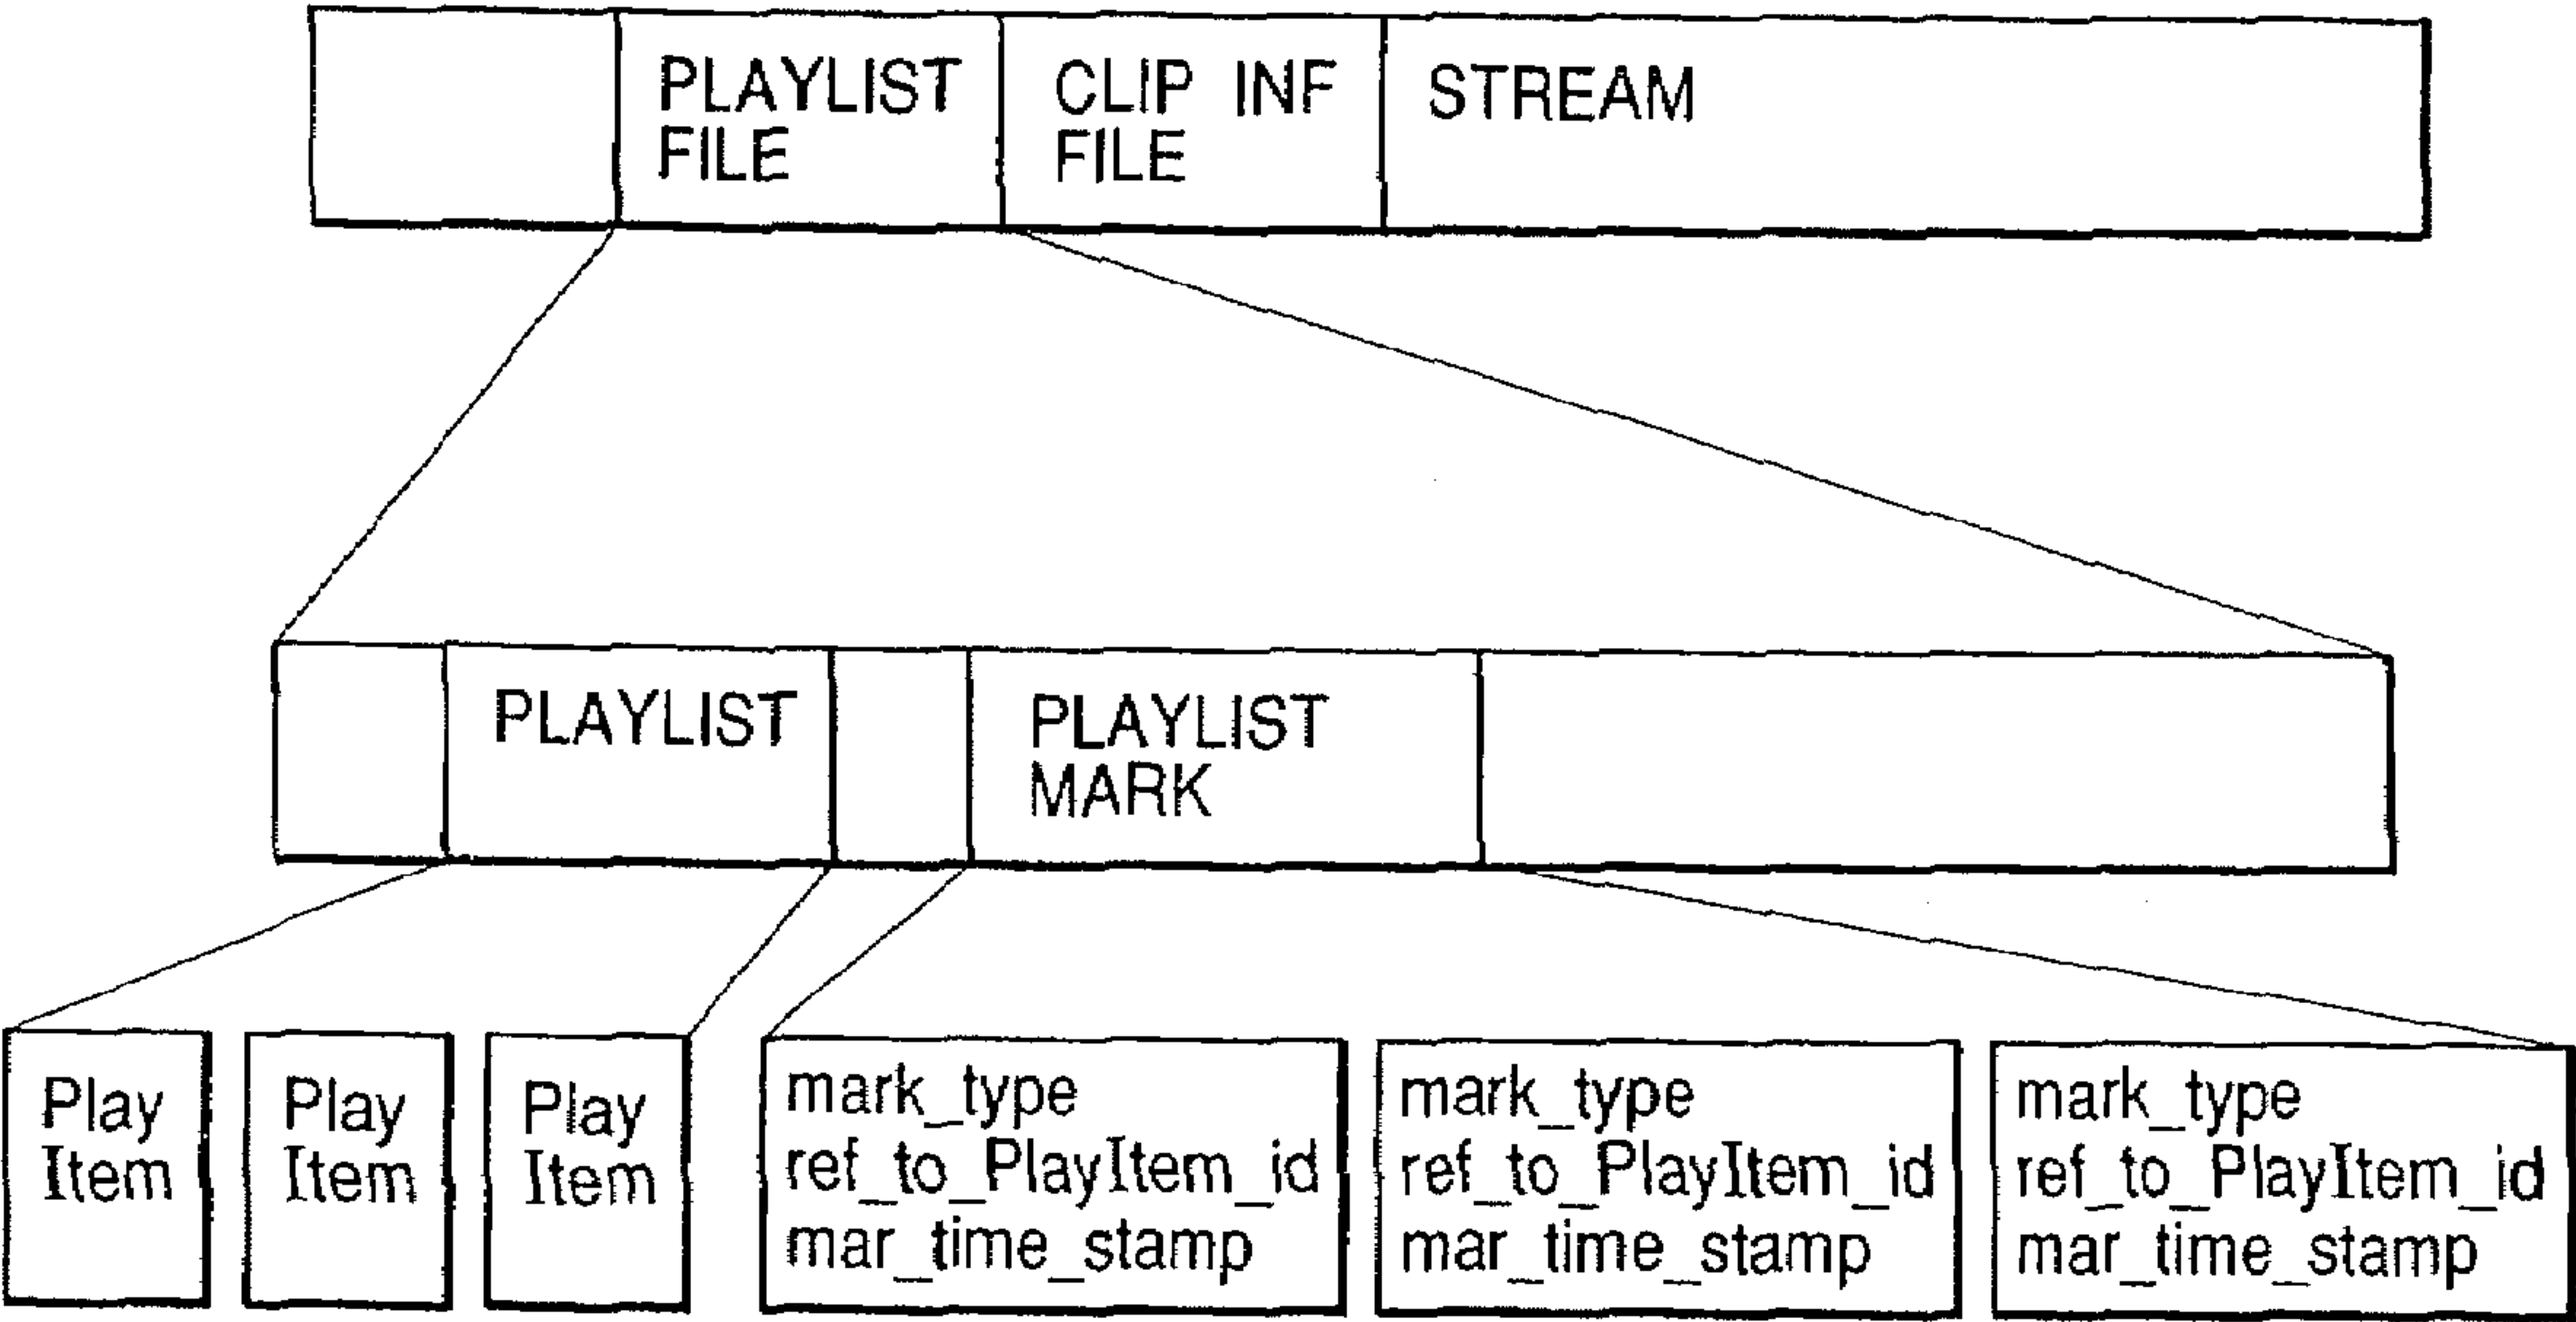 PLAYLIST
FILE
CLIP INF
FILE
STREAM
PLAYLIST
PLAYLIST
MARK
Play
Item
Play
Item
Play
Item
mark_type
ref_to_PlayItem_id
mar_time_stamp
mark_type
ref_to_PlayItem_id
mar_time_stamp
mark_type
ref_to_PlayItem_id
mar_time_stamp